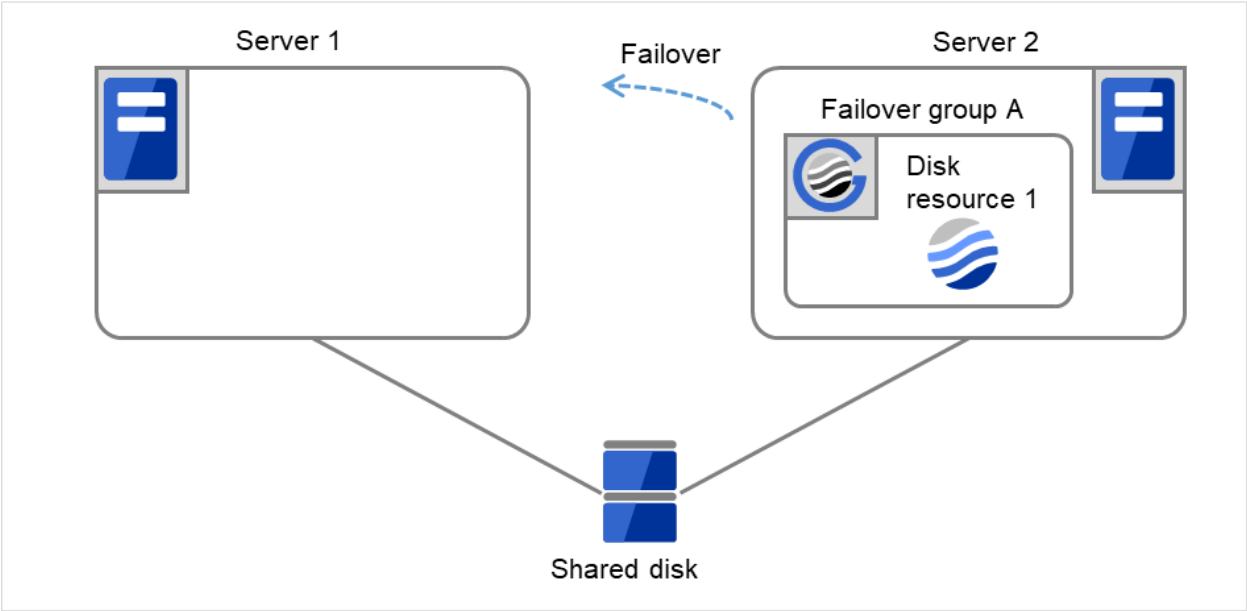 Server 1
Failover
Server 2
Failover group A
Disk
resource 1
Shared disk